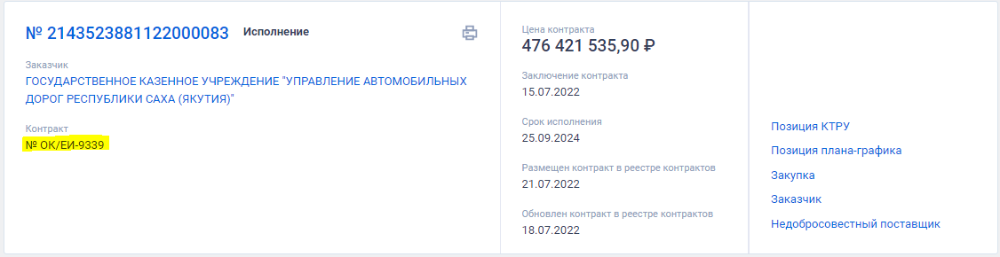 № 2143523881122000083 Исполнение
Заказчик
ГОСУДАРСТВЕННОЕ КАЗЕННОЕ УЧРЕЖДЕНИЕ "УПРАВЛЕНИЕ АВТОМОБИЛЬНЫХ
ДОРОГ РЕСПУБЛИКИ САХА (ЯКУТИЯ)"
Контракт
№ ОК/ЕИ-9339
Цена контракта
476 421 535,90 ₽
Заключение контракта
15.07.2022
Срок исполнения
25.09.2024
Размещен контракт в реестре контрактов
21.07.2022
Обновлен контракт в реестре контрактов
18.07.2022
Позиция КТРУ
Позиция плана-графика
Закупка
Заказчик
Недобросовестный поставщик